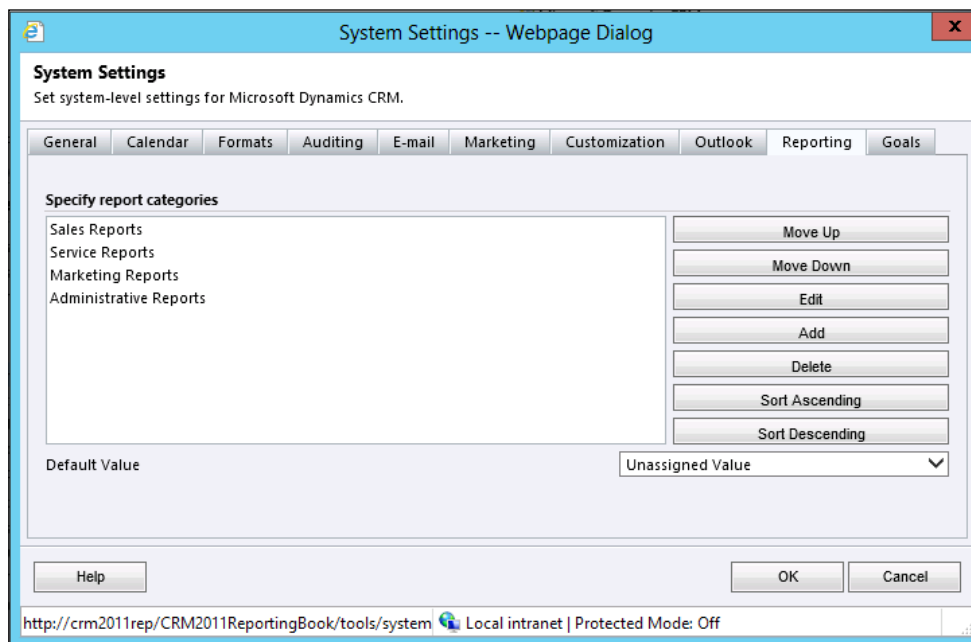 System Settings -- Webpage Dialog
x
System Settings
Set system-level settings for Microsoft Dynamics CRM.
General Calendar Formats Auditing E-mail Marketing Customization Outlook Reporting Goals
Specify report categories
Sales Reports
Service Reports
Marketing Reports
Administrative Reports
Move Up
Move Down
Edit
Add
Delete
Sort Ascending
Sort Descending
Default Value Unassigned Value
Help OK Cancel
http://crm2011rep/CRM2011ReportingBook/tools/system Local intranet | Protected Mode: Off